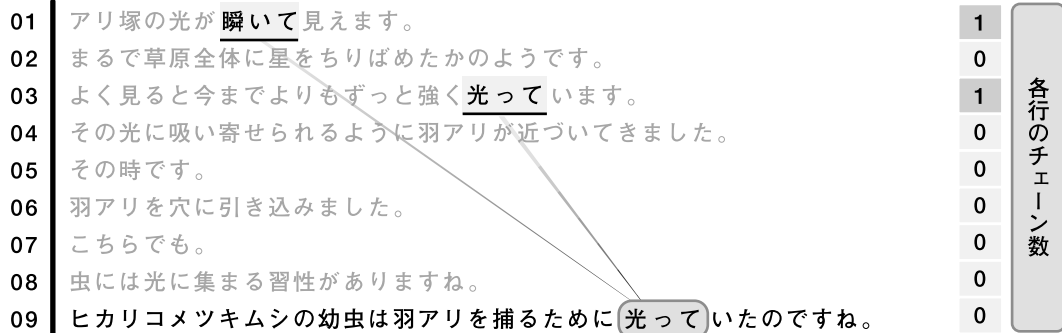 01 アリ塚の光が瞬いて見えます。 1
02 まるで草原全体に星をちりばめたかのようです。 0
03 よく見ると今までよりもずっと強く光っています。 1
04 その光に吸い寄せられるように羽アリが近づいてきました。 0
05 その時です。 0
06 羽アリを穴に引き込みました。 0
07 こちらでも。 0
08 虫には光に集まる習性がありますね。 0
09 ヒカリコメツキムシの幼虫は羽アリを捕るために光っていたのですね。 0
各行のチェーン数